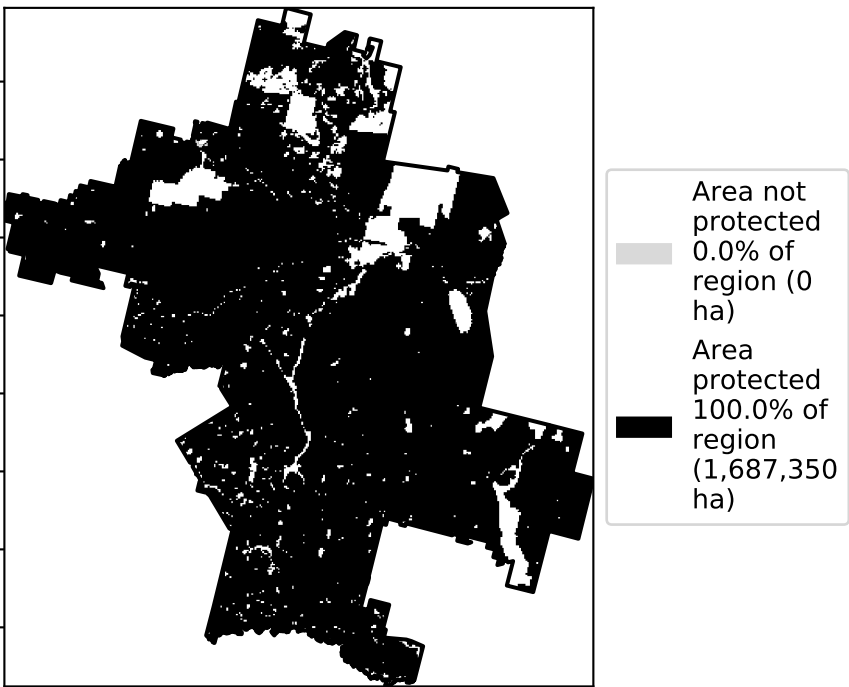 Area not
protected
0.0% of
region (0
ha)
Area
protected
100.0% of
region
(1,687,350
ha)